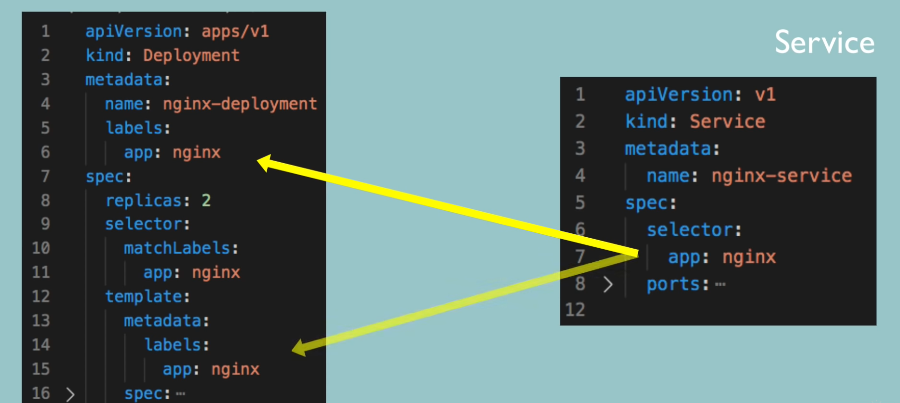 1 apiVersion: apps/v1
2 kind: Deployment
3 metadata:
4 name: nginx-deployment
5 labels:
6 app: nginx
7 spec:
8 replicas: 2
9 selector:
10 matchLabels:
11 app: nginx
12 template:
13 metadata:
14 labels:
15 app: nginx
16 > spec:⋯
Service
1 apiVersion: v1
2 kind: Service
3 metadata:
4 name: nginx-service
5 spec:
6 selector:
7 app: nginx
8 > ports:⋯
12